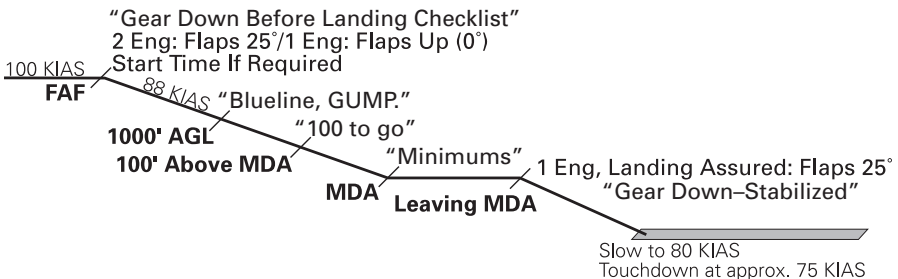 “Gear Down Before Landing Checklist”
2 Eng: Flaps 25˚/1 Eng: Flaps Up (0˚)
Start Time If Required
100 KIAS
FAF
88 KIAS
“Blueline, GUMP.”
1000' AGL
“100 to go”
100' Above MDA
“Minimums”
MDA
1 Eng, Landing Assured: Flaps 25˚
“Gear Down–Stabilized”
Leaving MDA
Slow to 80 KIAS
Touchdown at approx. 75 KIAS